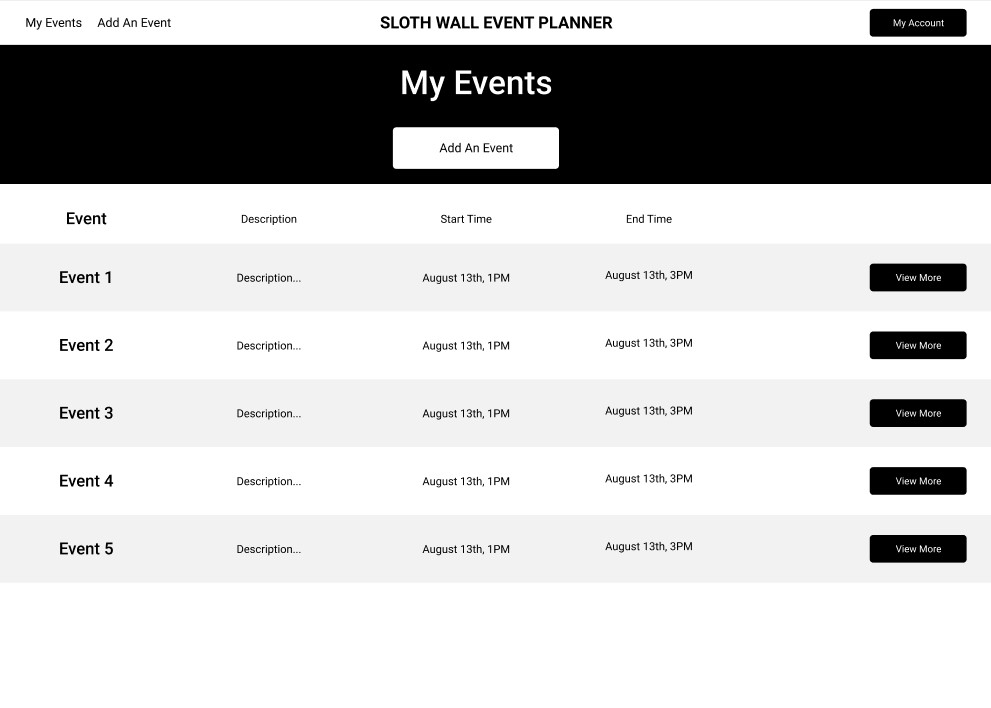 My Events Add An Event SLOTH WALL EVENT PLANNER My Account
My Events
Add An Event
Event Description Start Time End Time
Event 1 Description... August 13th, 1PM August 13th, 3PM View More
Event 2 Description... August 13th, 1PM August 13th, 3PM View More
Event 3 Description... August 13th, 1PM August 13th, 3PM View More
Event 4 Description... August 13th, 1PM August 13th, 3PM View More
Event 5 Description... August 13th, 1PM August 13th, 3PM View More